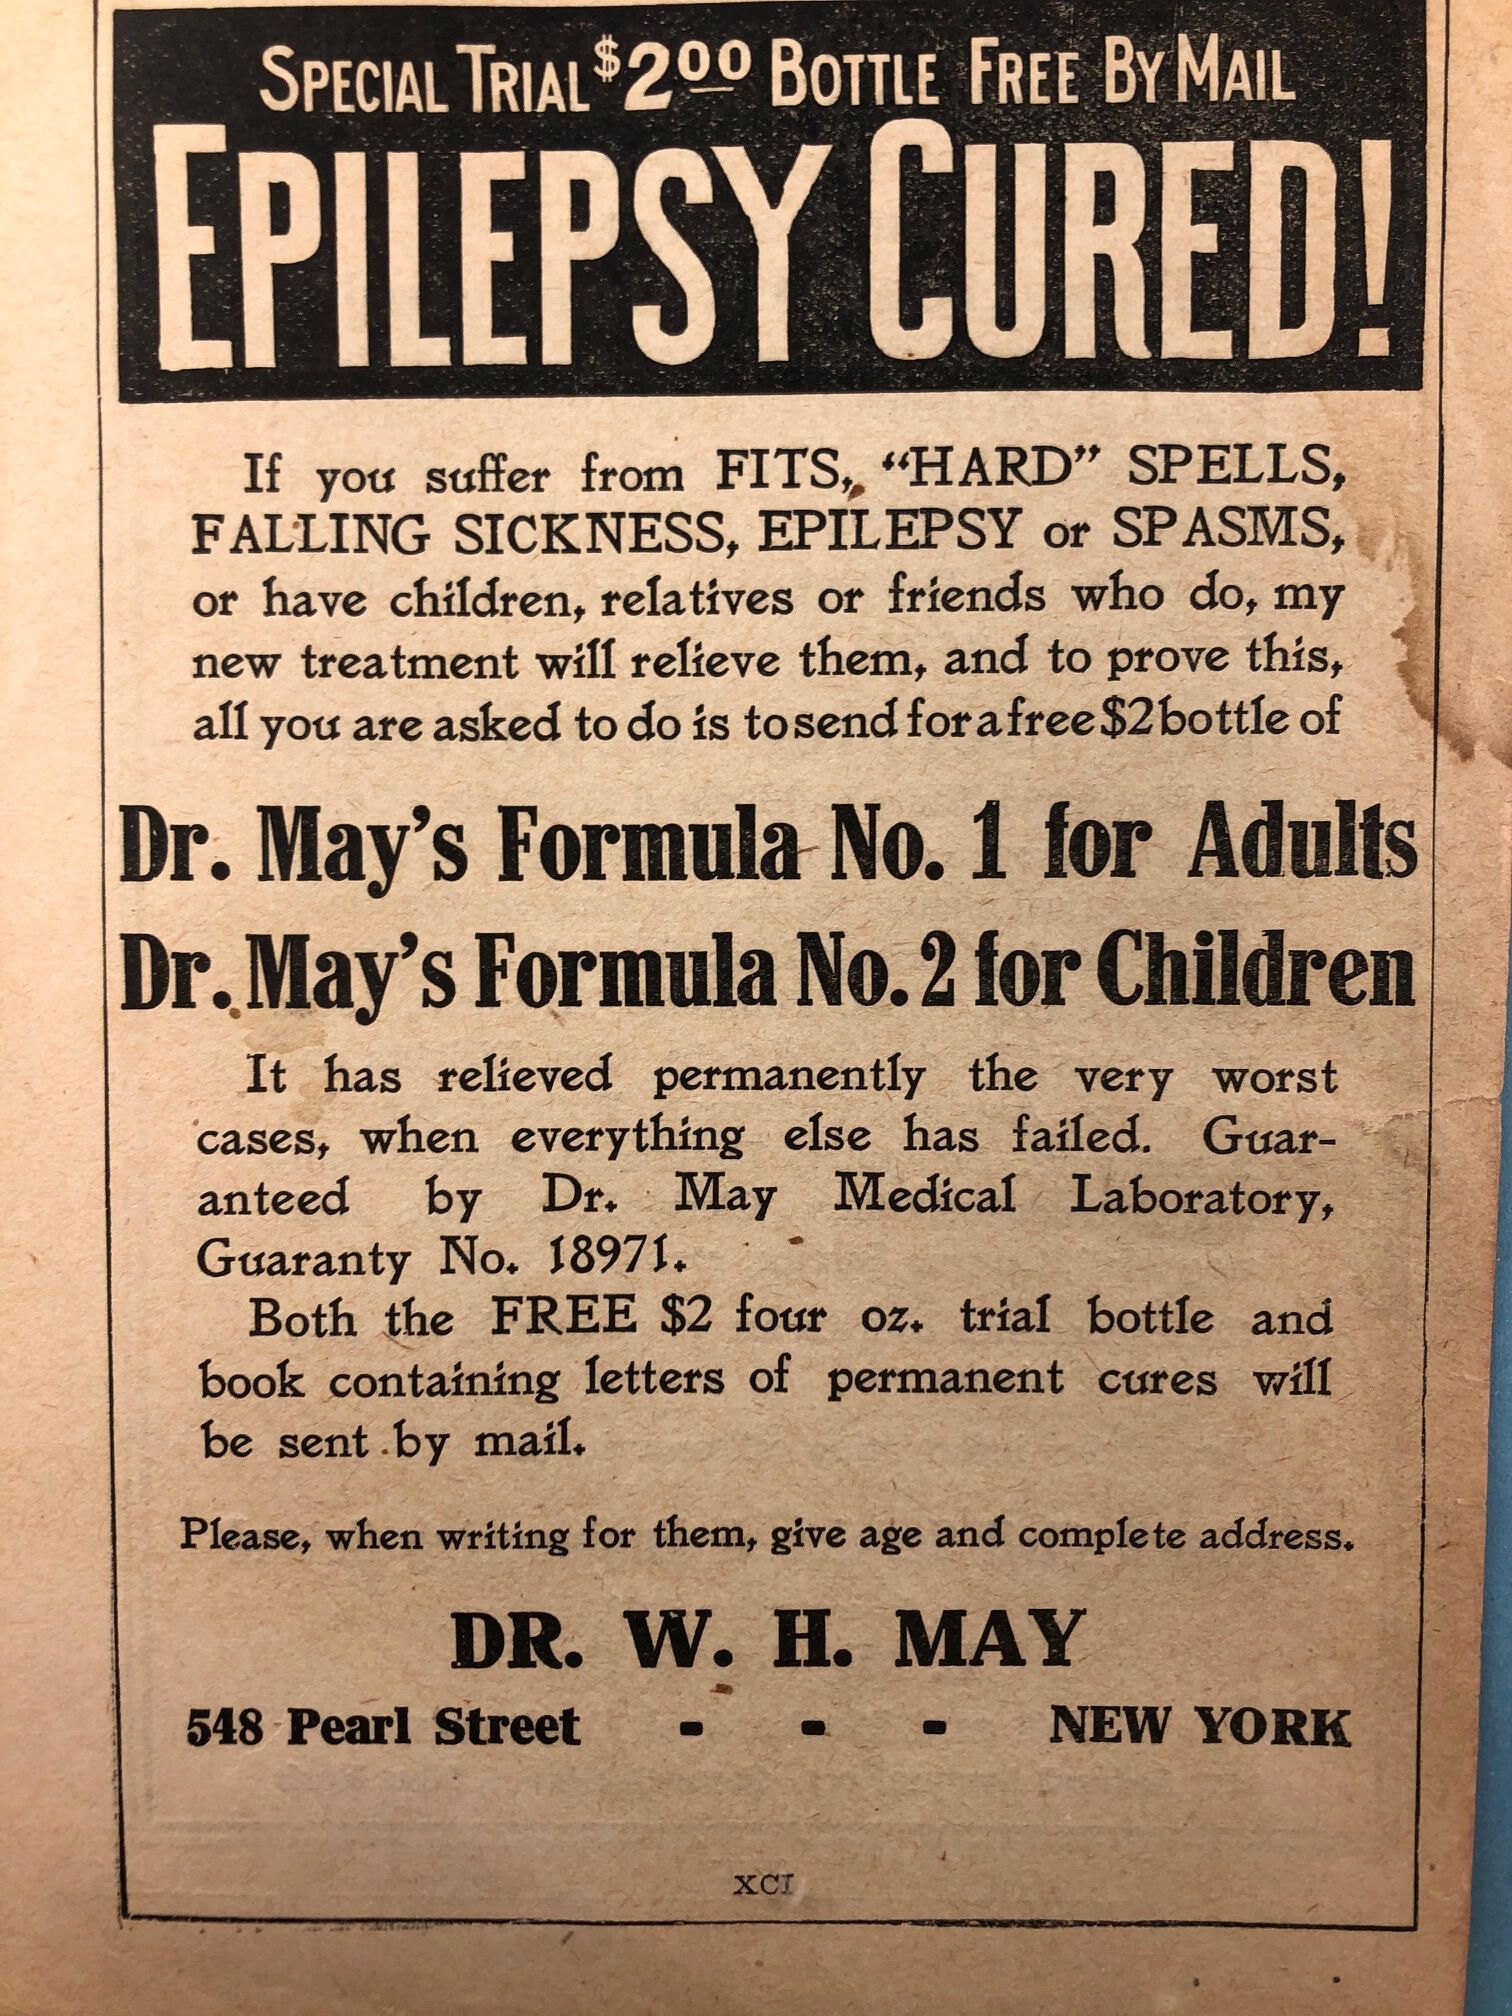 SPECIAL TRIAL $2.00 BOTTLE FREE BY MAIL
EPILEPSY CURED!
If you suffer from FITS, “HARD” SPELLS,
FALLING SICKNESS, EPILEPSY or SPASMS,
or have children, relatives or friends who do, my
new treatment will relieve them, and to prove this,
all you are asked to do is to send for a free $2 bottle of
Dr. May’s Formula No. 1 for Adults
Dr. May’s Formula No. 2 for Children
It has relieved permanently the very worst
cases, when everything else has failed. Guar-
anteed by Dr. May Medical Laboratory,
Guaranty No. 18971.
Both the FREE $2 four oz. trial bottle and
book containing letters of permanent cures will
be sent by mail.
Please, when writing for them, give age and complete address.
DR. W. H. MAY
548 Pearl Street - - - NEW YORK
XCI